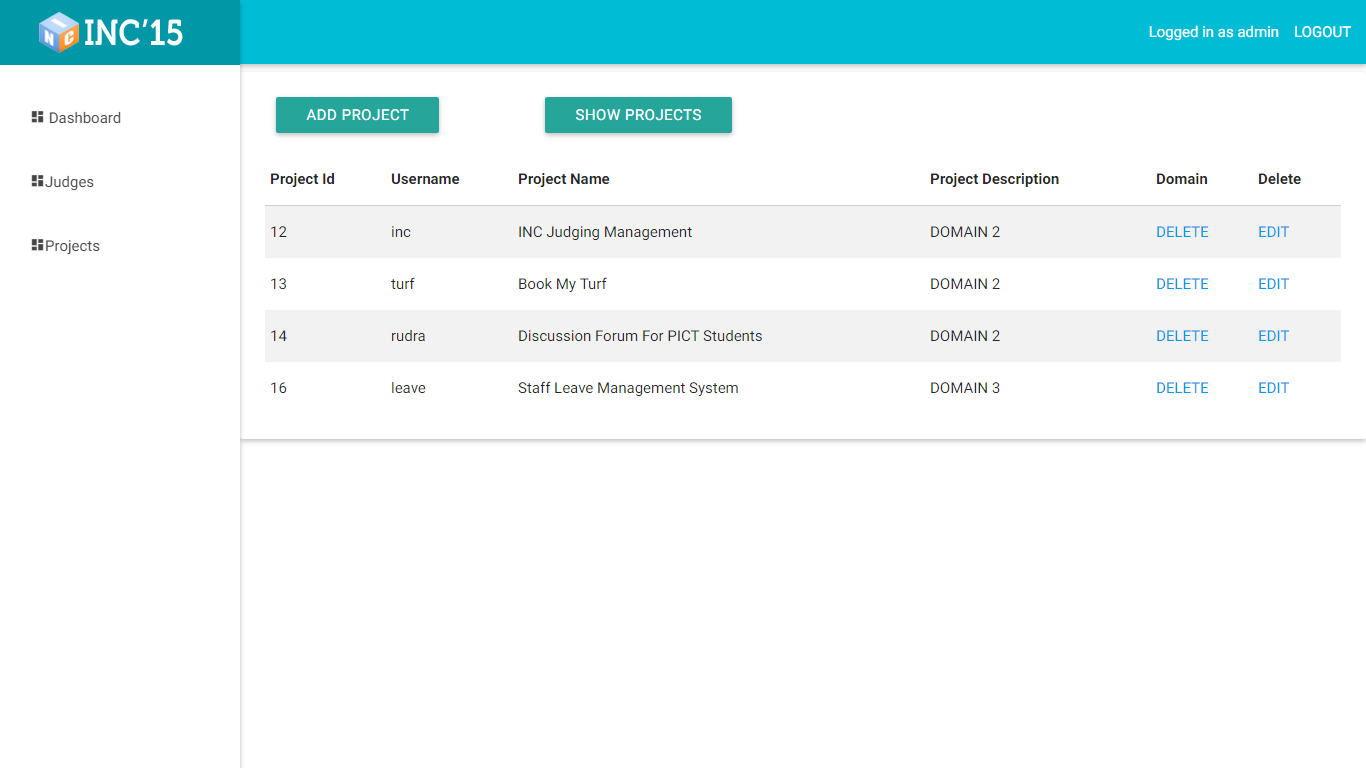 INC INC'15
Logged in as admin LOGOUT
Dashboard
Judges
Projects
ADD PROJECT SHOW PROJECTS
Project Id Username Project Name Project Description Domain Delete
12 inc INC Judging Management DOMAIN 2 DELETE EDIT
13 turf Book My Turf DOMAIN 2 DELETE EDIT
14 rudra Discussion Forum For PICT Students DOMAIN 2 DELETE EDIT
16 leave Staff Leave Management System DOMAIN 3 DELETE EDIT